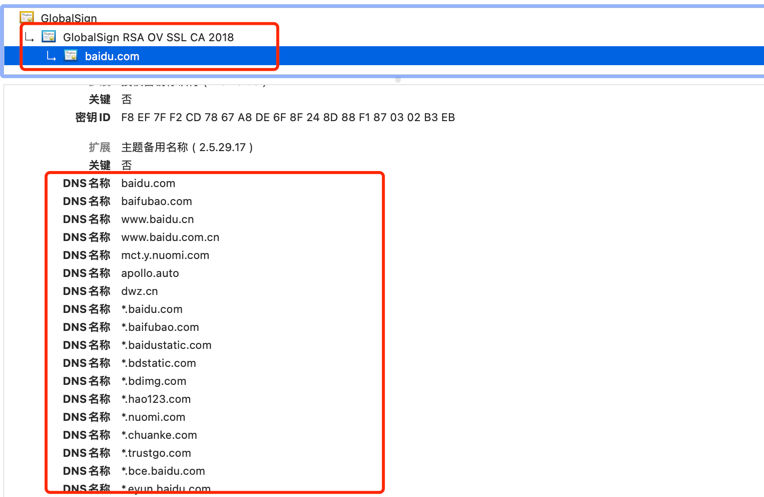 GlobalSign
GlobalSign RSA OV SSL CA 2018
baidu.com
关键 否
密钥 ID F8 EF 7F F2 CD 78 67 A8 DE 6F 8F 24 8D 88 F1 87 03 02 B3 EB
扩展 主题备用名称 ( 2.5.29.17 )
关键 否
DNS 名称 baidu.com
DNS 名称 baifubao.com
DNS 名称 www.baidu.cn
DNS 名称 www.baidu.com.cn
DNS 名称 mct.y.nuomi.com
DNS 名称 apollo.auto
DNS 名称 dwz.cn
DNS 名称 *.baidu.com
DNS 名称 *.baifubao.com
DNS 名称 *.baidustatic.com
DNS 名称 *.bdstatic.com
DNS 名称 *.bdimg.com
DNS 名称 *.hao123.com
DNS 名称 *.nuomi.com
DNS 名称 *.chuanke.com
DNS 名称 *.trustgo.com
DNS 名称 *.bce.baidu.com
DNS 名称 *.eyun.baidu.com